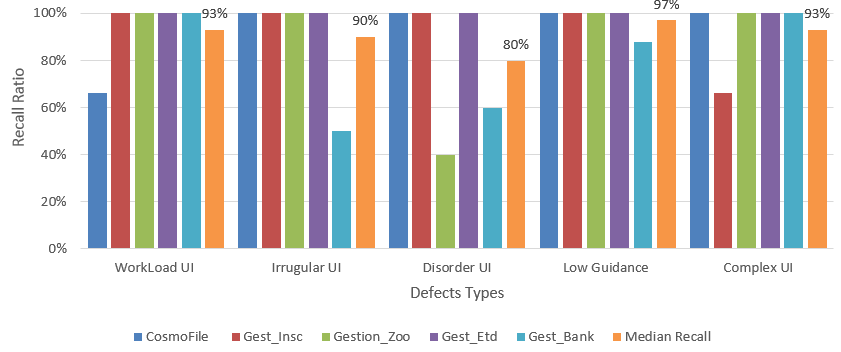 100%
80%
60%
40%
20%
0%
Recall Ratio
93%
90%
80%
97%
93%
WorkLoad UI
Irrugular UI
Disorder UI
Low Guidance
Complex UI
Defects Types
CosmoFile
Gest_Insc
Gestion_Zoo
Gest_Etd
Gest_Bank
Median Recall